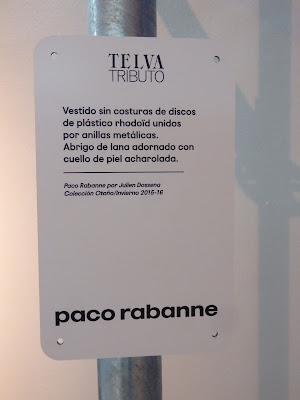 TELVA
TRIBUTO
Vestido sin costuras de discos
de plástico rhodoïd unidos
por anillas metálicas.
Abrigo de lana adornado con
cuello de piel acharolada.
Paco Rabanne por Julien Dossena
Colección Otoño/Invierno 2015-16
paco rabanne